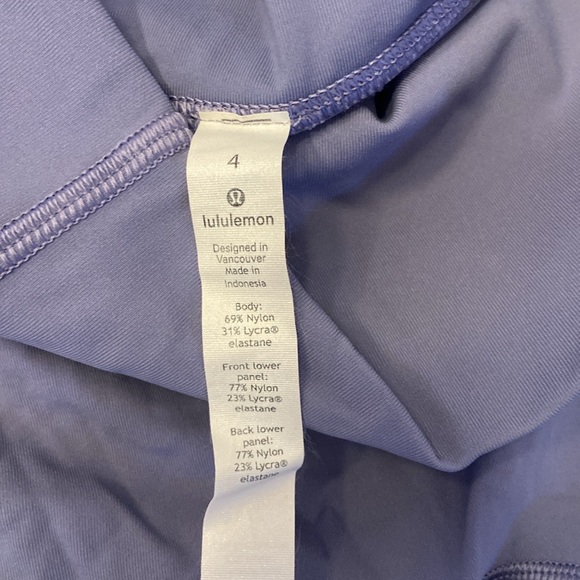 4
lululemon
Designed in
Vancouver
Made in
Indonesia
Body:
69% Nylon
31% Lycra®
elastane
Front lower
panel:
77% Nylon
23% Lycra®
elastane
Back lower
panel:
77% Nylon
23% Lycra®
elastane